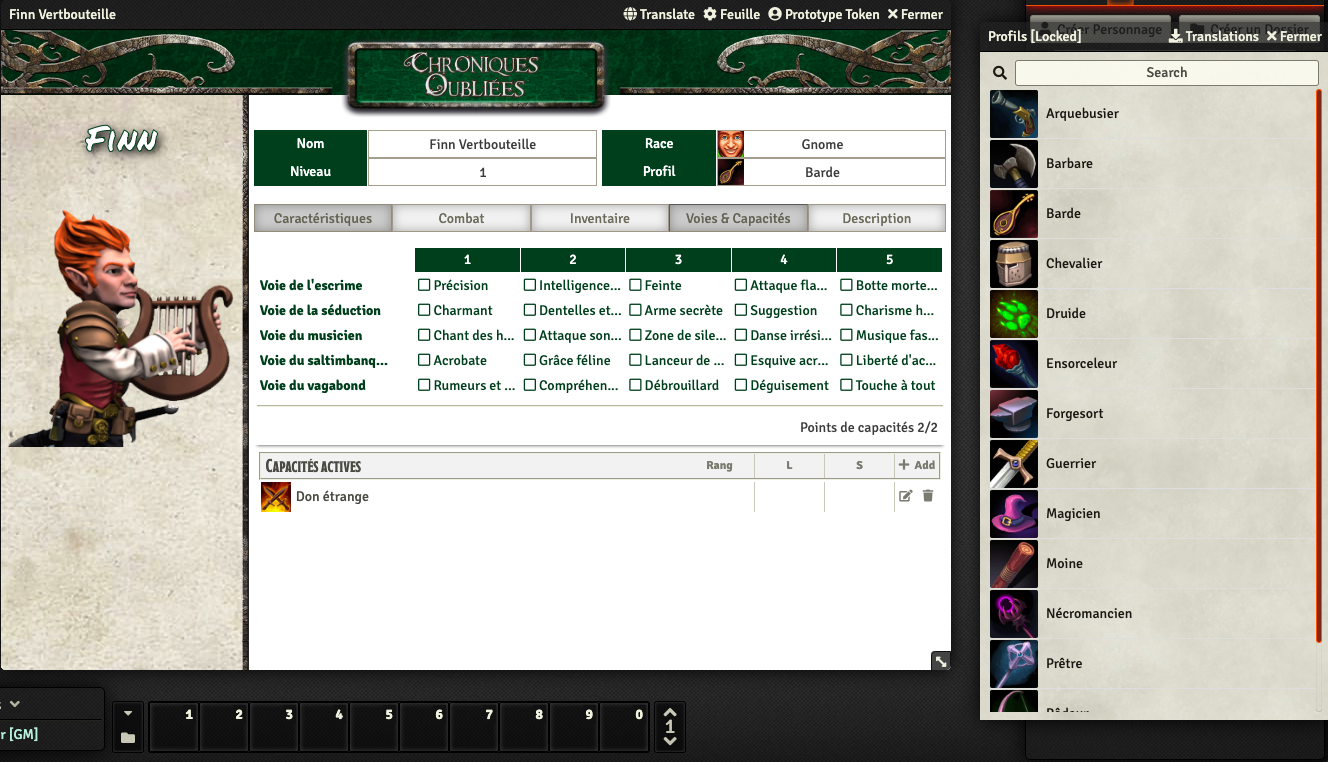 Finn Vertbouteille
Translate Feuille Prototype Token Fermer
CHRONIQUES
OUBLIÉES
FINN
Nom Finn Vertbouteille Race Gnome
Niveau 1 Profil Barde
Caractéristiques Combat Inventaire Voies & Capacités Description
1 2 3 4 5
Voie de l'escrime Précision Intelligence... Feinte Attaque fla... Botte morte...
Voie de la séduction Charmant Dentelles et... Arme secrète Suggestion Charisme h...
Voie du musicien Chant des h... Attaque son... Zone de sile... Danse irrési... Musique fas...
Voie du saltimbanq... Acrobate Grâce féline Lanceur de ... Esquive acr... Liberté d'ac...
Voie du vagabond Rumeurs et ... Compréhen... Débrouillard Déguisement Touche à tout
Points de capacités 2/2
CAPACITÉS ACTIVES Rang L S Add
Don étrange
r [GM]
1 2 3 4 5 6 7 8 9 0
1
Créer Personnage Créer un Dossier
Profils [Locked] Translations Fermer
Search
Arquebusier
Barbare
Barde
Chevalier
Druide
Ensorceleur
Forgesort
Guerrier
Magicien
Moine
Nécromancien
Prêtre